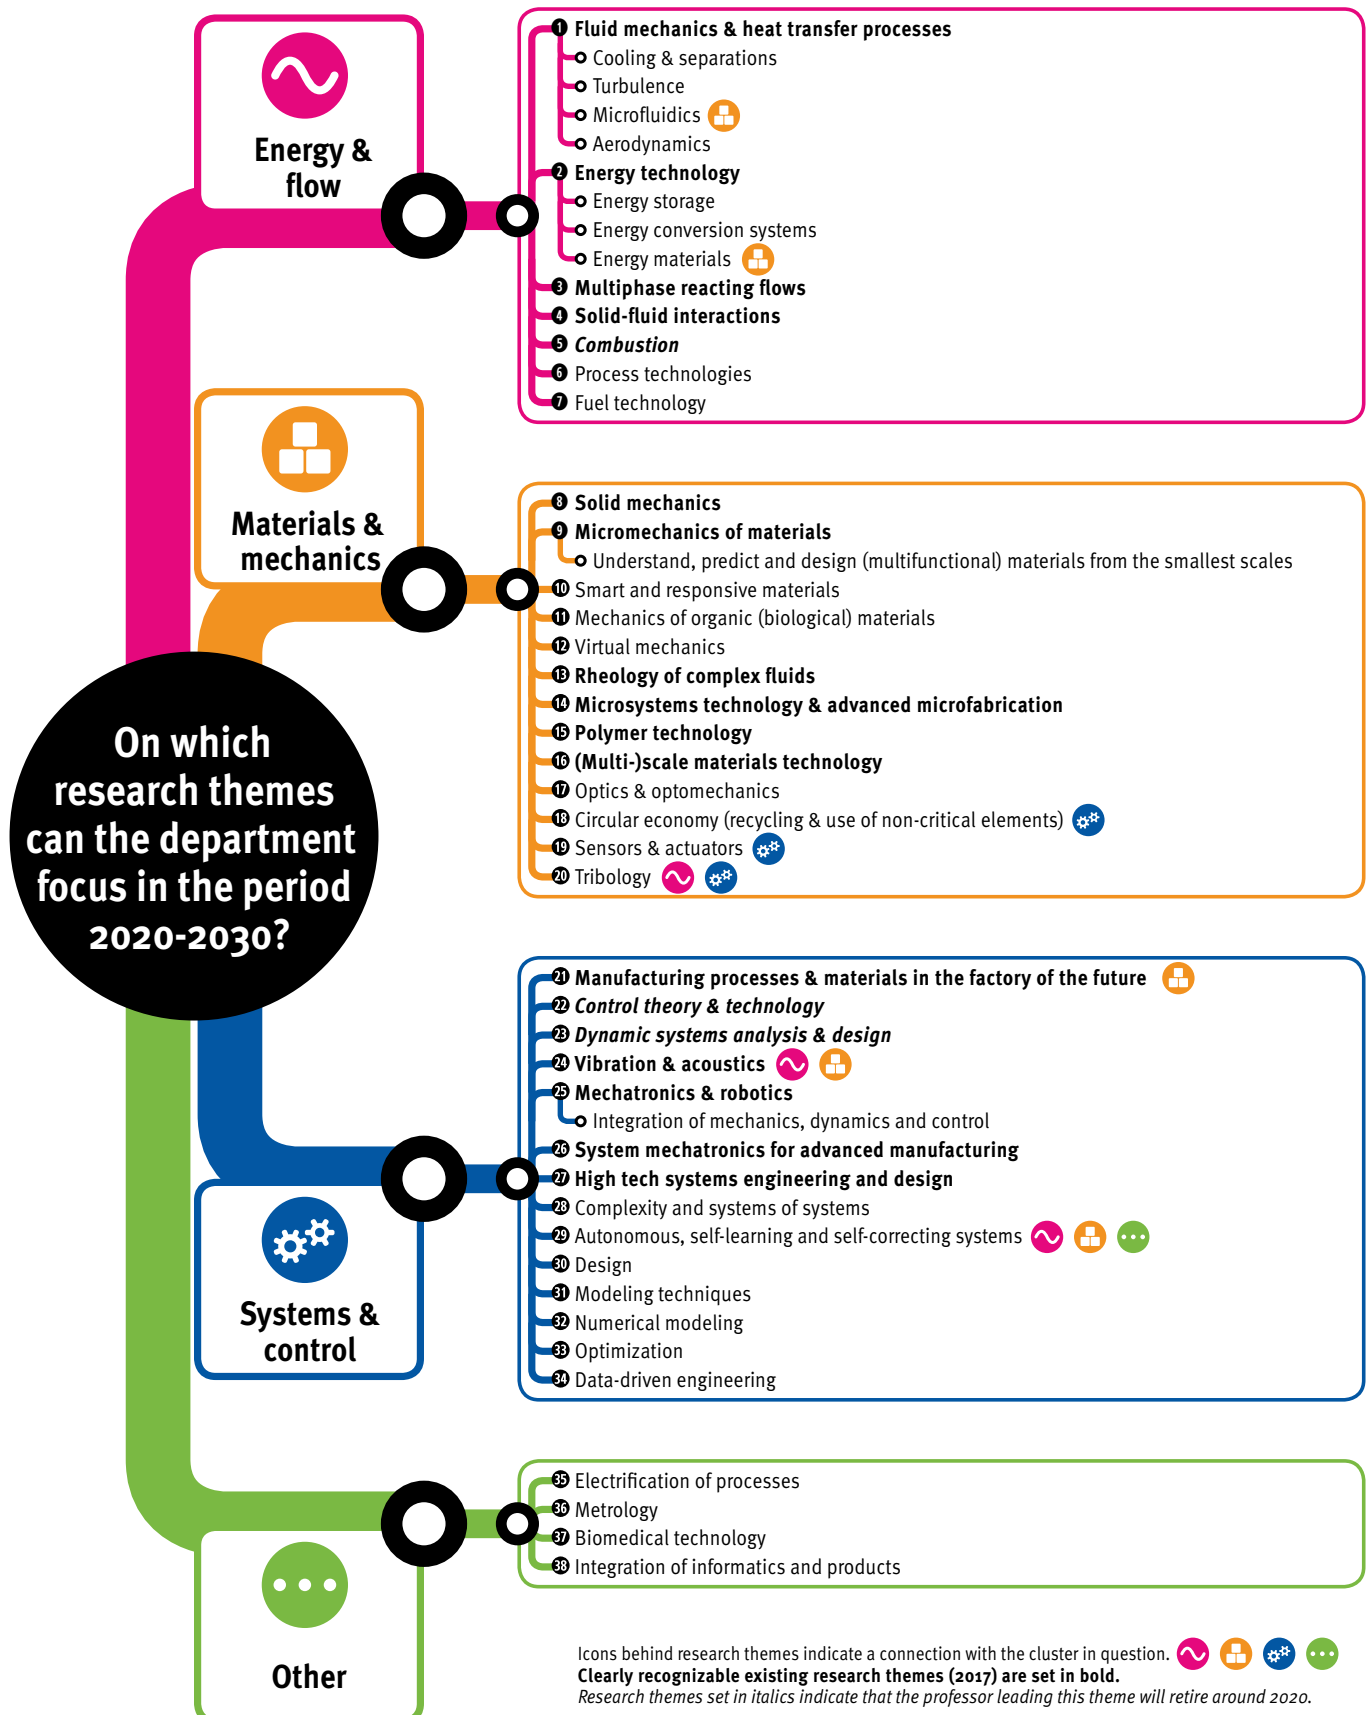 Energy &
flow
1 Fluid mechanics & heat transfer processes
Cooling & separations
Turbulence
Microfluidics
Aerodynamics
2 Energy technology
Energy storage
Energy conversion systems
Energy materials
3 Multiphase reacting flows
4 Solid-fluid interactions
5 Combustion
6 Process technologies
7 Fuel technology
Materials &
mechanics
8 Solid mechanics
9 Micromechanics of materials
Understand, predict and design (multifunctional) materials from the smallest scales
10 Smart and responsive materials
11 Mechanics of organic (biological) materials
12 Virtual mechanics
13 Rheology of complex fluids
14 Microsystems technology & advanced microfabrication
15 Polymer technology
16 (Multi-)scale materials technology
17 Optics & optomechanics
18 Circular economy (recycling & use of non-critical elements)
19 Sensors & actuators
20 Tribology
On which
research themes
can the department
focus in the period
2020-2030?
21 Manufacturing processes & materials in the factory of the future
22 Control theory & technology
23 Dynamic systems analysis & design
24 Vibration & acoustics
25 Mechatronics & robotics
Integration of mechanics, dynamics and control
26 System mechatronics for advanced manufacturing
27 High tech systems engineering and design
28 Complexity and systems of systems
29 Autonomous, self-learning and self-correcting systems
30 Design
31 Modeling techniques
32 Numerical modeling
33 Optimization
34 Data-driven engineering
Systems &
control
35 Electrification of processes
36 Metrology
37 Biomedical technology
38 Integration of informatics and products
Other
Icons behind research themes indicate a connection with the cluster in question.
Clearly recognizable existing research themes (2017) are set in bold.
Research themes set in italics indicate that the professor leading this theme will retire around 2020.